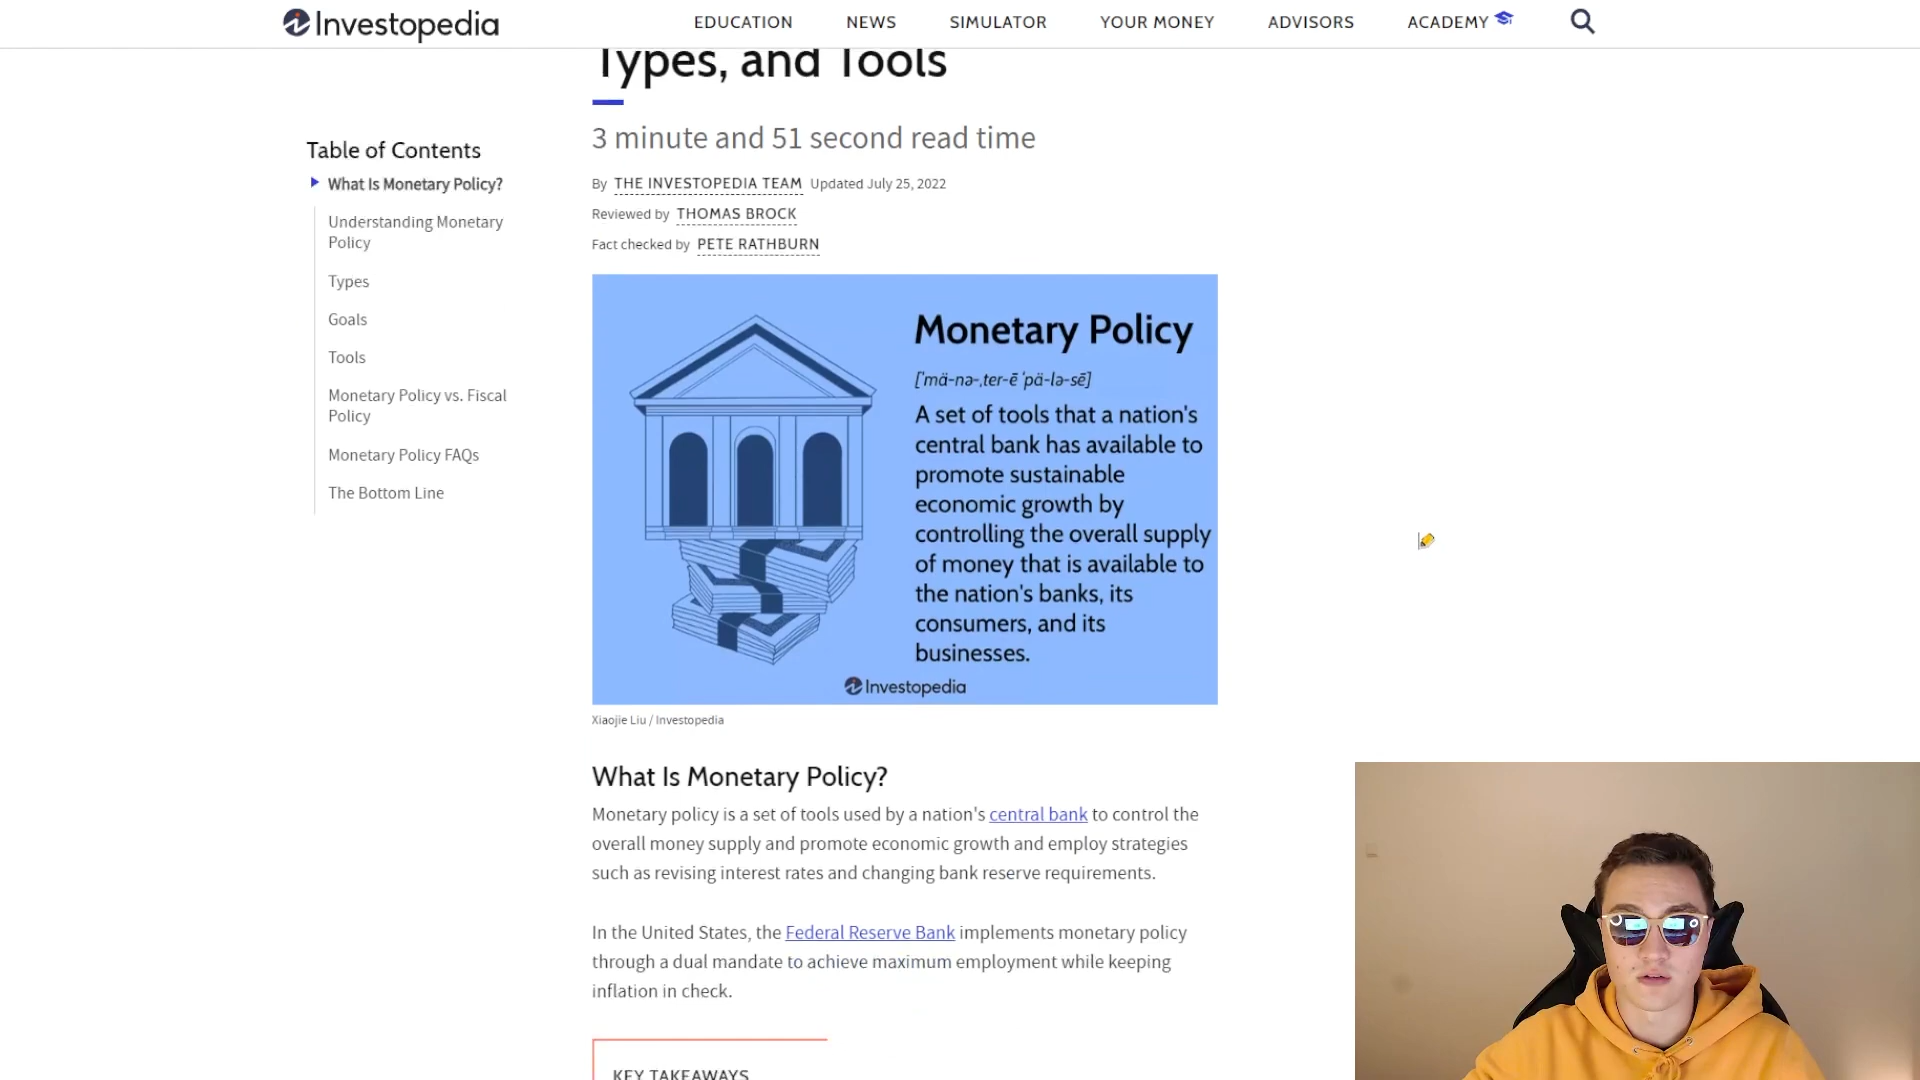 Investopedia
EDUCATION
NEWS
SIMULATOR
YOUR MONEY
ADVISORS
ACADEMY
Types, and Tools
3 minute and 51 second read time
By THE INVESTOPEDIA TEAM Updated July 25, 2022
Reviewed by THOMAS BROCK
Fact checked by PETE RATHBURN
Table of Contents
What Is Monetary Policy?
Understanding Monetary
Policy
Types
Goals
Tools
Monetary Policy vs. Fiscal
Policy
Monetary Policy FAQs
The Bottom Line
Monetary Policy
['mä-nə-,ter-ē 'pä-lə-sē]
A set of tools that a nation's
central bank has available to
promote sustainable
economic growth by
controlling the overall supply
of money that is available to
the nation's banks, its
consumers, and its
businesses.
Investopedia
Xiaojie Liu / Investopedia
What Is Monetary Policy?
Monetary policy is a set of tools used by a nation's central bank to control the
overall money supply and promote economic growth and employ strategies
such as revising interest rates and changing bank reserve requirements.
In the United States, the Federal Reserve Bank implements monetary policy
through a dual mandate to achieve maximum employment while keeping
inflation in check.
KEY TAKEAWAYS